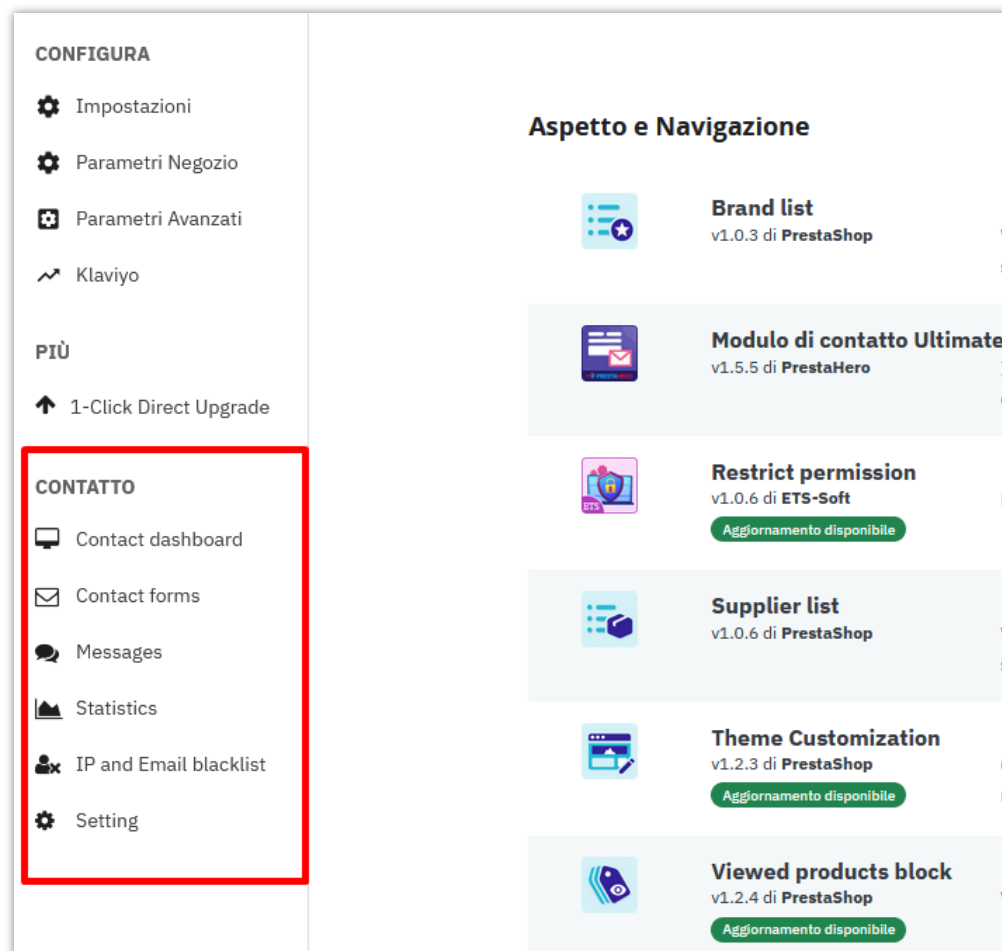 CONFIGURA
Impostazioni
Parametri Negozio
Parametri Avanzati
Klaviyo
PIÙ
1-Click Direct Upgrade
CONTATTO
Contact dashboard
Contact forms
Messages
Statistics
IP and Email blacklist
Setting
Aspetto e Navigazione
Brand list
v1.0.3 di PrestaShop
Modulo di contatto Ultimate
v1.5.5 di PrestaHero
Restrict permission
v1.0.6 di ETS-Soft
Aggiornamento disponibile
Supplier list
v1.0.6 di PrestaShop
Theme Customization
v1.2.3 di PrestaShop
Aggiornamento disponibile
Viewed products block
v1.2.4 di PrestaShop
Aggiornamento disponibile
ETS